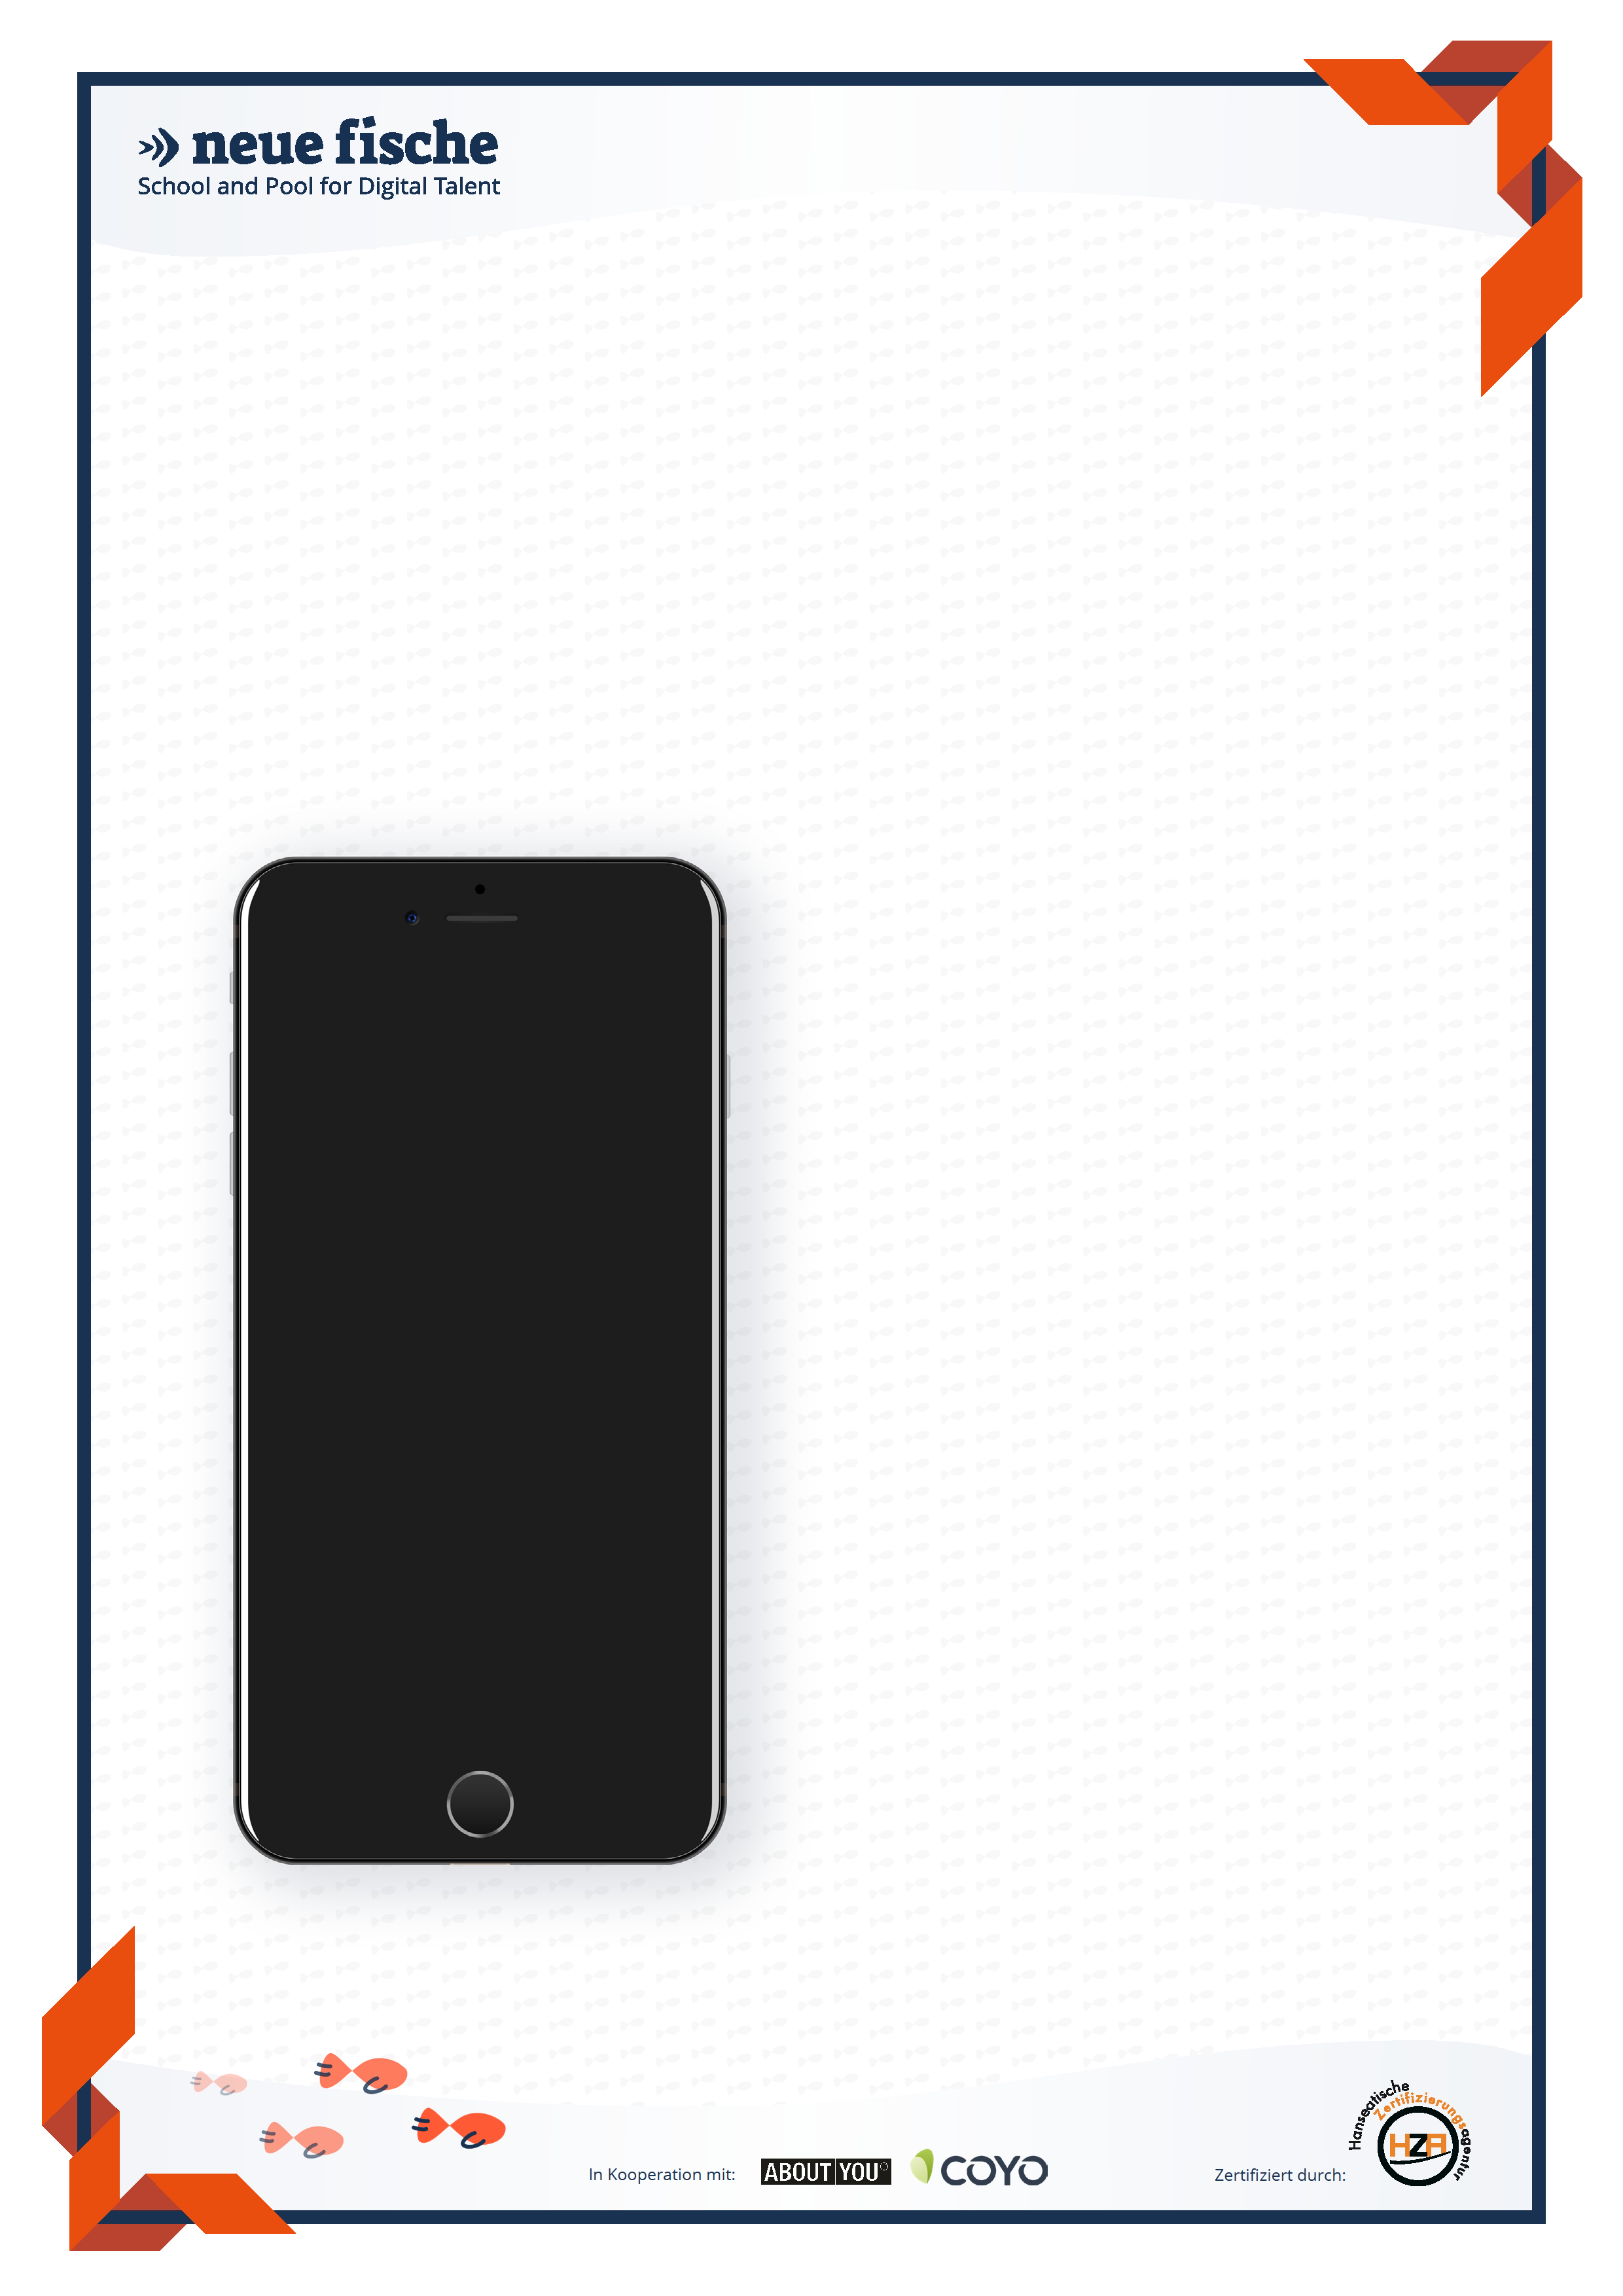 neue fische
School and Pool for Digital Talent
In Kooperation mit:
ABOUT YOU
COYO
Zertifiziert durch:
Hanseatische
Zertifizierungsagentur
HZA